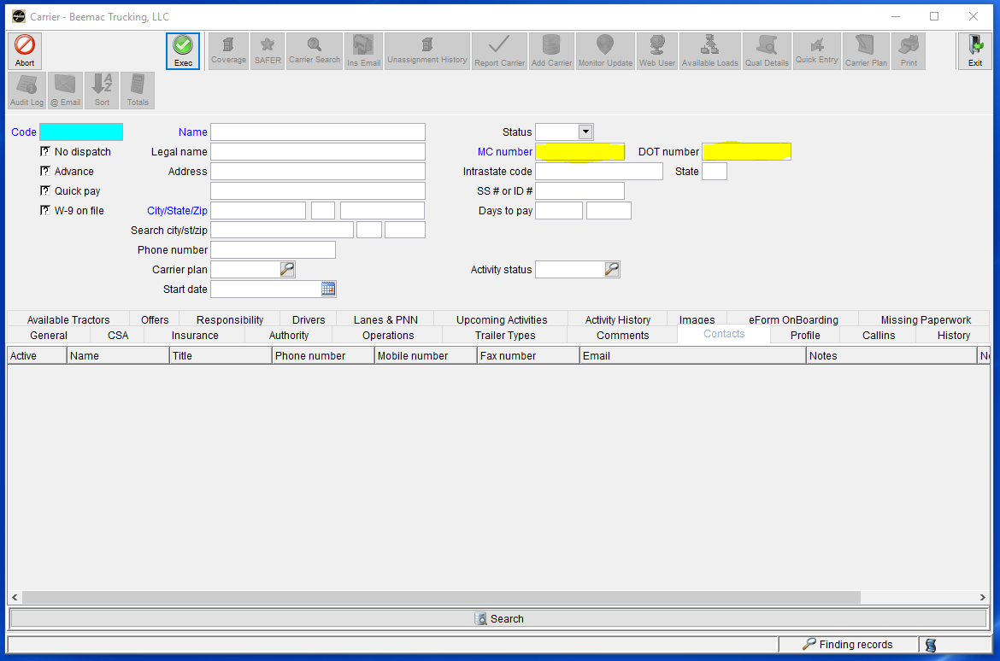 Carrier - Beemac Trucking, LLC
Abort Exec Coverage SAFER Carrier Search Ins Email Unassignment History Report Carrier Add Carrier Monitor Update Web User Available Loads Qual Details Quick Entry Carrier Plan Print Exit
Audit Log @ Email Sort Totals
Code Name Status
? No dispatch Legal name MC number DOT number
? Advance Address Intrastate code State
? Quick pay SS # or ID #
? W-9 on file City/State/Zip Days to pay
Search city/st/zip
Phone number
Carrier plan Activity status
Start date
Available Tractors Offers Responsibility Drivers Lanes & PNN Upcoming Activities Activity History Images eForm OnBoarding Missing Paperwork
General CSA Insurance Authority Operations Trailer Types Comments Contacts Profile Callins History
Active Name Title Phone number Mobile number Fax number Email Notes
Search
Finding records